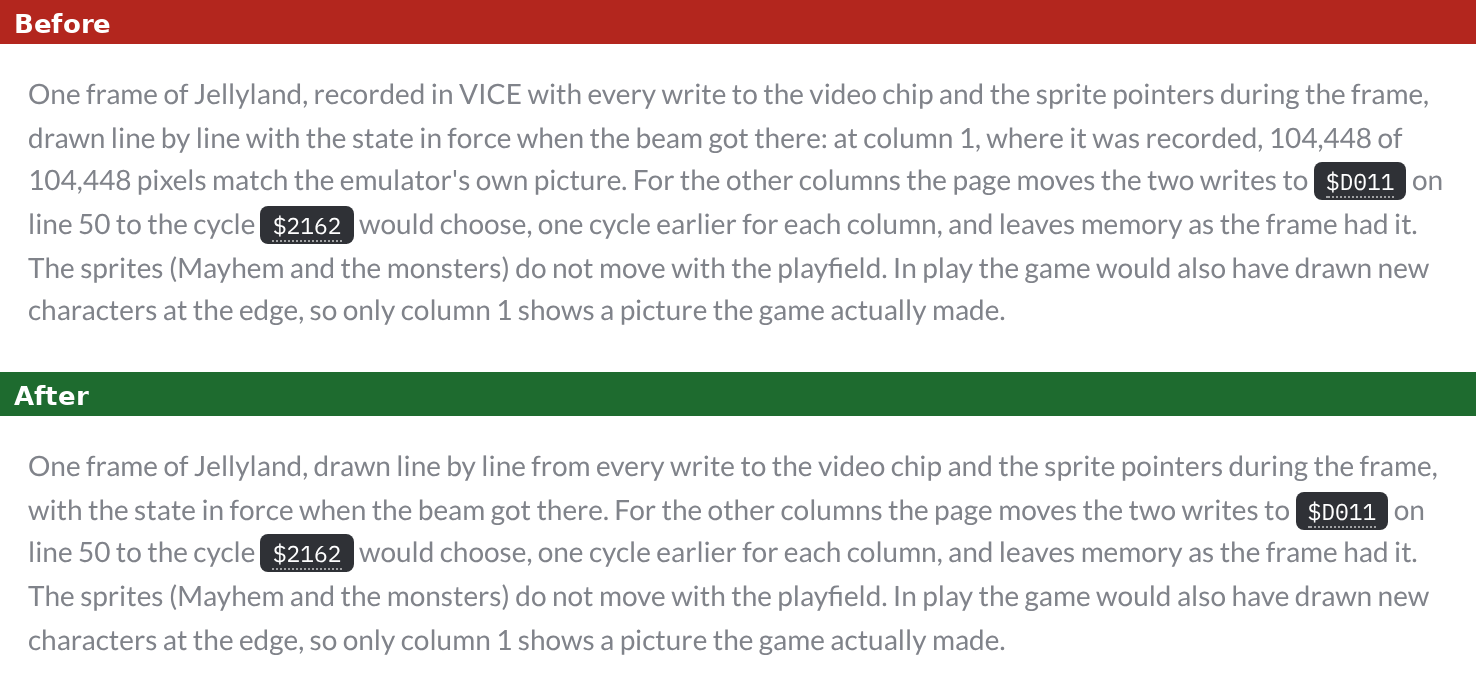 Before
One frame of Jellyland, recorded in VICE with every write to the video chip and the sprite pointers during the frame,
drawn line by line with the state in force when the beam got there: at column 1, where it was recorded, 104,448 of
104,448 pixels match the emulator's own picture. For the other columns the page moves the two writes to $D011 on
line 50 to the cycle $2162 would choose, one cycle earlier for each column, and leaves memory as the frame had it.
The sprites (Mayhem and the monsters) do not move with the playfield. In play the game would also have drawn new
characters at the edge, so only column 1 shows a picture the game actually made.
After
One frame of Jellyland, drawn line by line from every write to the video chip and the sprite pointers during the frame,
with the state in force when the beam got there. For the other columns the page moves the two writes to $D011 on
line 50 to the cycle $2162 would choose, one cycle earlier for each column, and leaves memory as the frame had it.
The sprites (Mayhem and the monsters) do not move with the playfield. In play the game would also have drawn new
characters at the edge, so only column 1 shows a picture the game actually made.